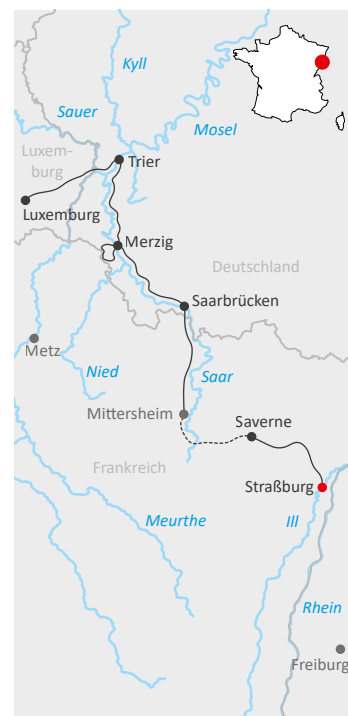 Kyll
Sauer
Mosel
Luxem-
burg
Trier
Luxemburg
Merzig
Deutschland
Saarbrücken
Metz
Nied
Saar
Mittersheim
Saverne
Frankreich
Straßburg
Meurthe
Ill
Rhein
Freiburg